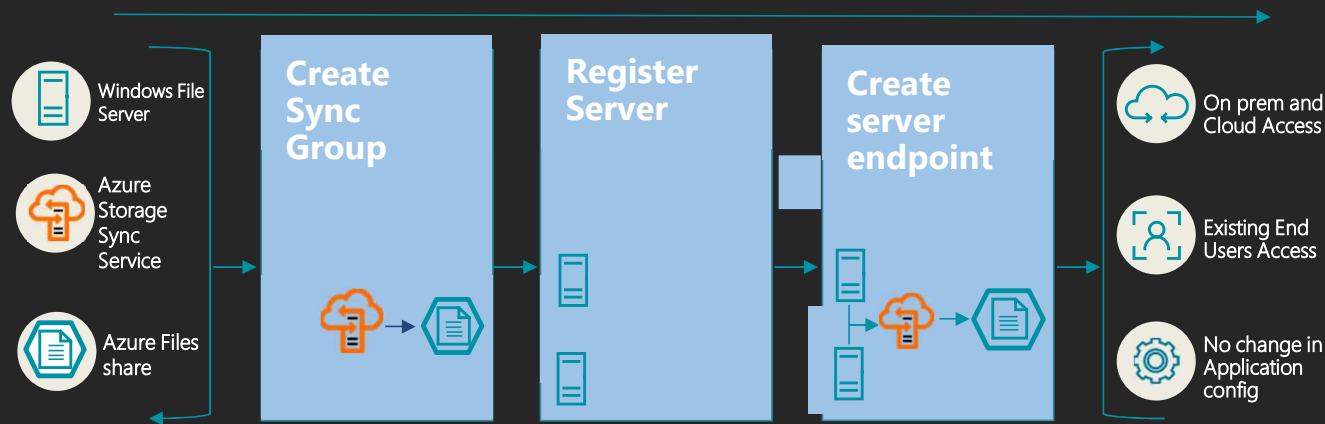 Windows File
Server
Azure
Storage
Sync
Service
Azure Files
share
Create
Sync
Group
Register
Server
Create
server
endpoint
On prem and
Cloud Access
Existing End
Users Access
No change in
Application
config